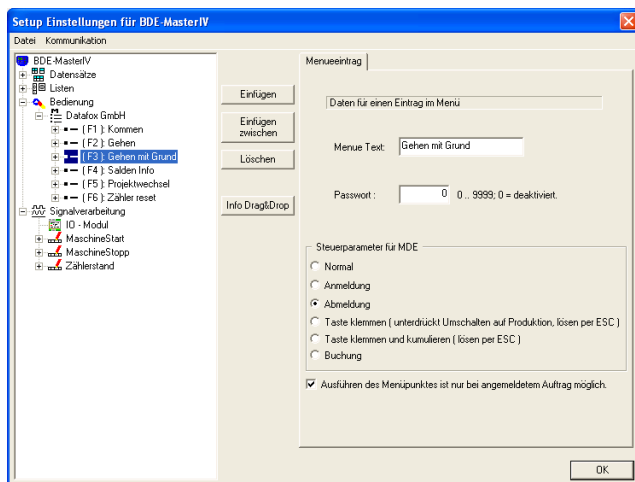 Setup Einstellungen für BDE-MasterIV
Datei Kommunikation
BDE-MasterIV
Datensätze
Listen
Bedienung
Datafox GmbH
( F1 ): Kommen
( F2 ): Gehen
( F3 ): Gehen mit Grund
( F4 ): Salden Info
( F5 ): Projektwechsel
( F6 ): Zähler reset
Signalverarbeitung
IO - Modul
MaschineStart
MaschineStopp
Zählerstand
Einfügen
Einfügen
zwischen
Löschen
Info Drag&Drop
Menueeintrag
Daten für einen Eintrag im Menü
Menue Text: Gehen mit Grund
Passwort : 0 0 .. 9999; 0 = deaktiviert.
Steuerparameter für MDE
Normal
Anmeldung
Abmeldung
Taste klemmen ( unterdrückt Umschalten auf Produktion, lösen per ESC )
Taste klemmen und kumulieren ( lösen per ESC )
Buchung
Ausführen des Menüpunktes ist nur bei angemeldetem Auftrag möglich.
OK